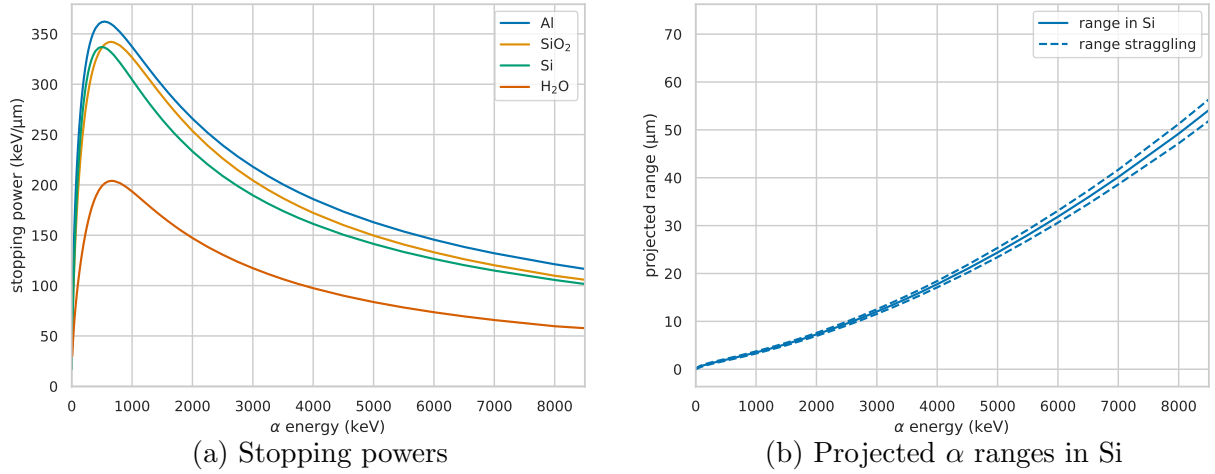 350
300
250
200
150
100
50
0
stopping power (keV/μm)
0 1000 2000 3000 4000 5000 6000 7000 8000
α energy (keV)
Al
SiO₂
Si
H₂O
(a) Stopping powers
70
60
50
40
30
20
10
0
projected range (μm)
0 1000 2000 3000 4000 5000 6000 7000 8000
α energy (keV)
range in Si
range straggling
(b) Projected α ranges in Si